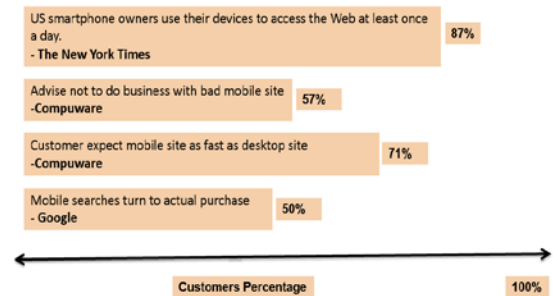 US smartphone owners use their devices to access the Web at least once
a day.
- The New York Times
87%
Advise not to do business with bad mobile site
-Compuware
57%
Customer expect mobile site as fast as desktop site
-Compuware
71%
Mobile searches turn to actual purchase
- Google
50%
Customers Percentage
100%